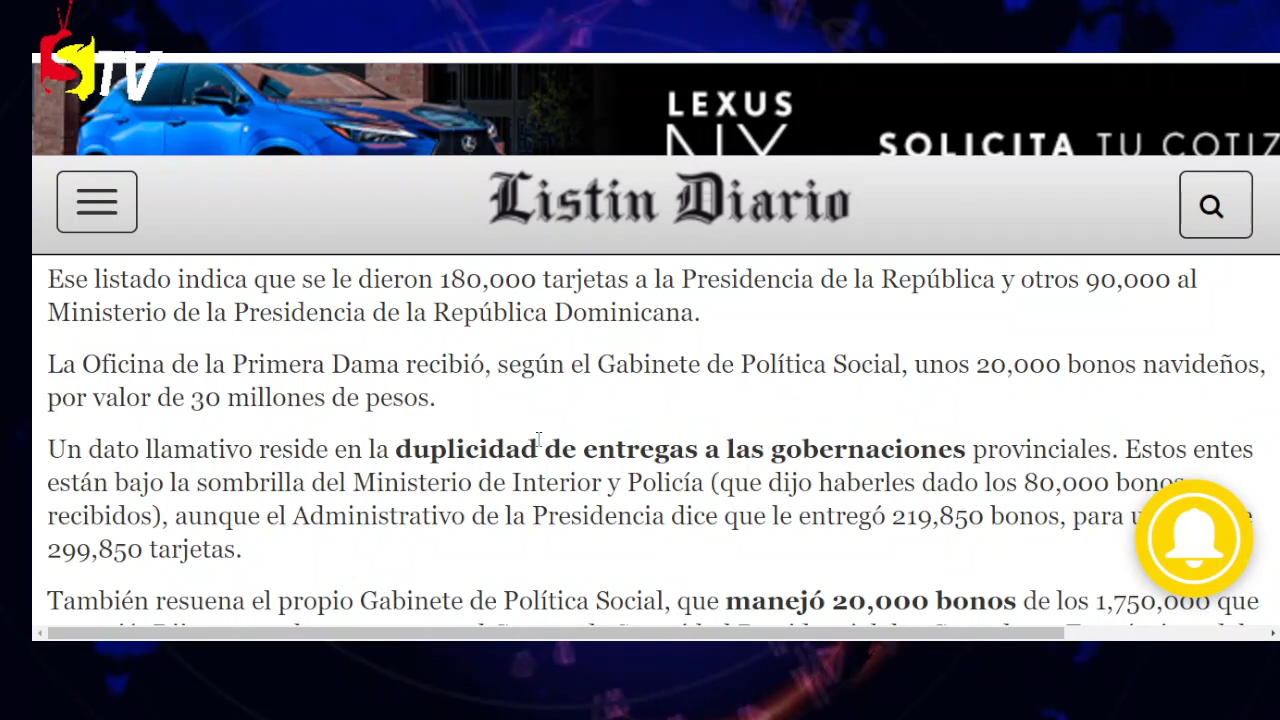 SJTV
LEXUS
NX
SOLICITA TU COTIZ
Listin Diario
Ese listado indica que se le dieron 180,000 tarjetas a la Presidencia de la República y otros 90,000 al
Ministerio de la Presidencia de la República Dominicana.
La Oficina de la Primera Dama recibió, según el Gabinete de Política Social, unos 20,000 bonos navideños,
por valor de 30 millones de pesos.
Un dato llamativo reside en la duplicidad de entregas a las gobernaciones provinciales. Estos entes
están bajo la sombrilla del Ministerio de Interior y Policía (que dijo haberles dado los 80,000 bonos
recibidos), aunque el Administrativo de la Presidencia dice que le entregó 219,850 bonos, para
299,850 tarjetas.
También resuena el propio Gabinete de Política Social, que manejó 20,000 bonos de los 1,750,000 que